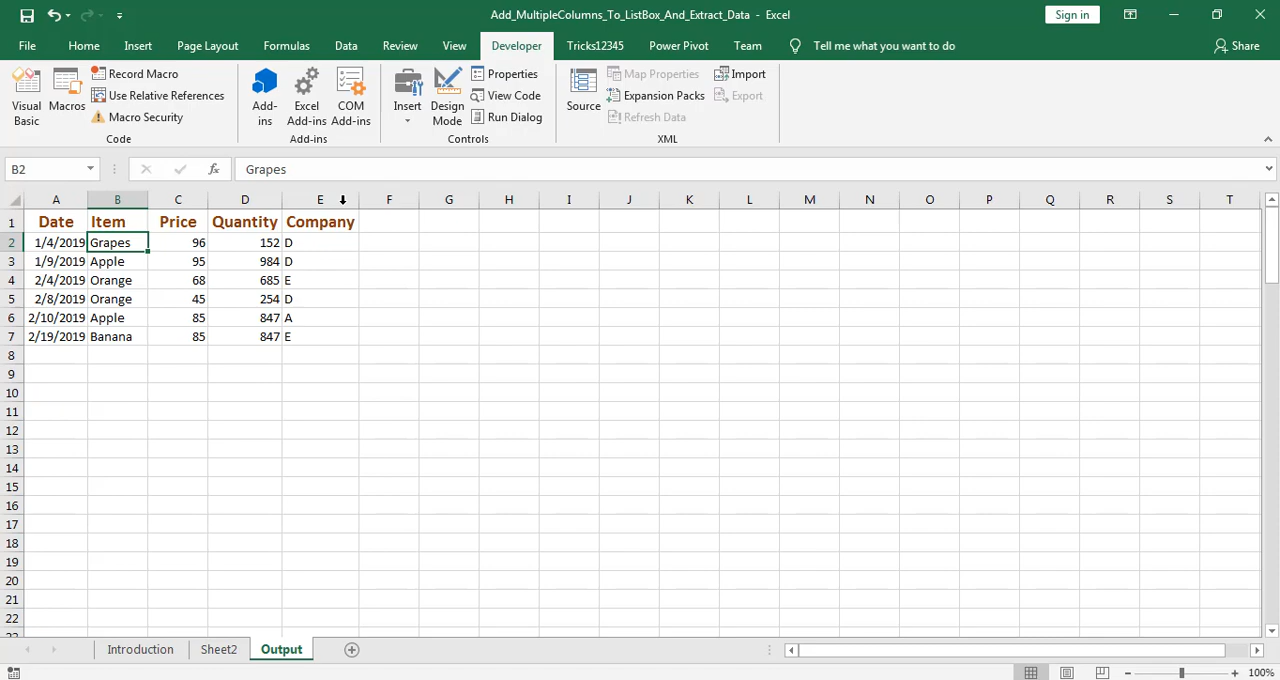 Add_MultipleColumns_To_ListBox_And_Extract_Data - Excel
Sign in
File Home Insert Page Layout Formulas Data Review View Developer Tricks12345 Power Pivot Team Tell me what you want to do Share
Visual Basic
Macros
Record Macro
Use Relative References
Macro Security
Code
Add-ins
Excel Add-ins
COM Add-ins
Add-ins
Insert
Design Mode
Properties
View Code
Run Dialog
Controls
Source
Map Properties
Expansion Packs
Refresh Data
Import
Export
XML
B2 fx Grapes
A B C D E F G H I J K L M N O P Q R S T
1 Date Item Price Quantity Company
2 1/4/2019 Grapes 96 152 D
3 1/9/2019 Apple 95 984 D
4 2/4/2019 Orange 68 685 E
5 2/8/2019 Orange 45 254 D
6 2/10/2019 Apple 85 847 A
7 2/19/2019 Banana 85 847 E
8
9
10
11
12
13
14
15
16
17
18
19
20
21
22
Introduction Sheet2 Output
100%